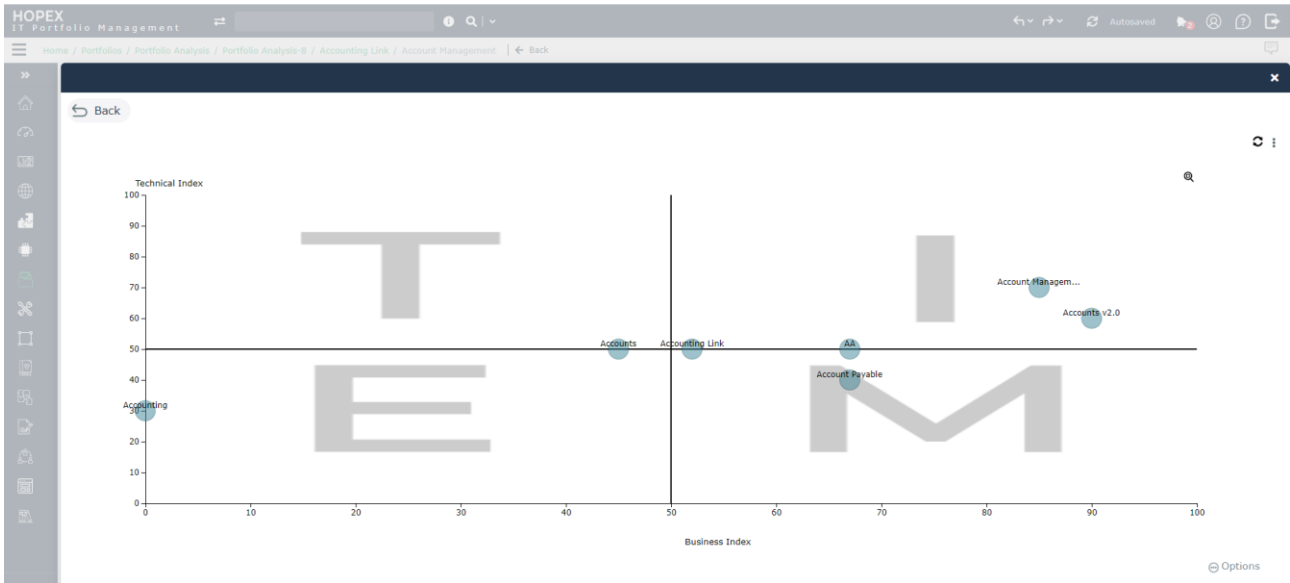 HOPEX
IT Portfolio Management
Autosaved
2
Home / Portfolios / Portfolio Analysis / Portfolio Analysis-8 / Accounting Link / Account Management
Back
Back
Technical Index
100
90
80
70
60
50
40
30
20
10
0
T
I
E
M
Account Managem...
Accounts v2.0
Accounts
Accounting Link
AA
Account Payable
Accounting
0
10
20
30
40
50
60
70
80
90
100
Business Index
Options